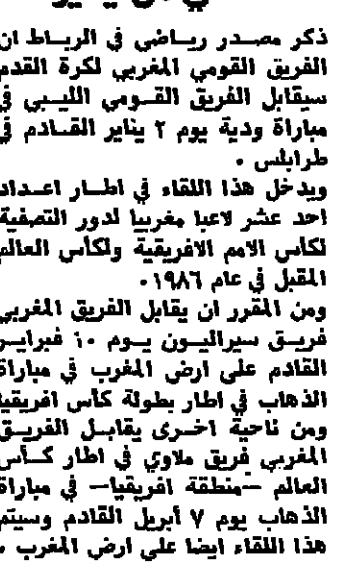 ذكر مصدر رياضي في الرباط ان
الفريق القومي المغربي لكرة القدم
سيقابل الفريق القومي الليبي في
مباراة ودية يوم ٢ يناير القادم في
طرابلس .
ويدخل هذا اللقاء في اطار اعداد
احد عشر لاعبا مغربيا لدور التصفية
لكأس الامم الافريقية ولكأس العالم
المقبل في عام ١٩٨٦.
ومن المقرر ان يقابل الفريق المغربي
فريق سيراليون يوم ١٠ فبراير
القادم على ارض المغرب في مباراة
الذهاب في اطار بطولة كأس افريقيا
ومن ناحية اخرى يقابل الفريق
المغربي فريق ملاوي في اطار كأس
العالم –منطقة افريقيا– في مباراة
الذهاب يوم ٧ أبريل القادم وسيتم
هذا اللقاء ايضا علي ارض المغرب .